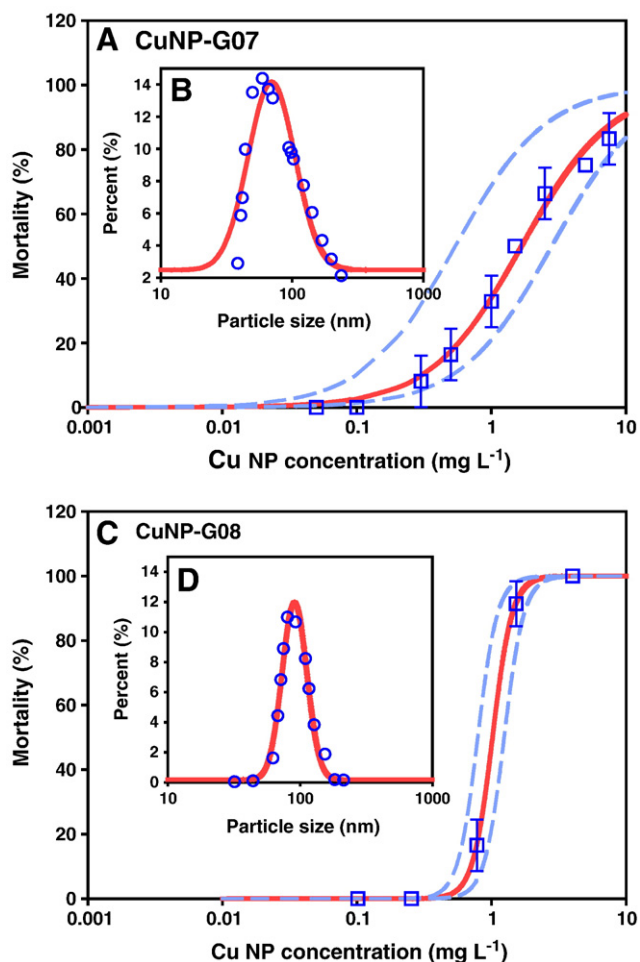 A CuNP-G07
120
100
80
60
40
20
0
Mortality (%)
0.001 0.01 0.1 1 10
Cu NP concentration (mg L⁻¹)
B
14
12
10
8
6
4
2
Percent (%)
10 100 1000
Particle size (nm)
C CuNP-G08
120
100
80
60
40
20
0
Mortality (%)
0.001 0.01 0.1 1 10
Cu NP concentration (mg L⁻¹)
D
14
12
10
8
6
4
2
0
Percent (%)
10 100 1000
Particle size (nm)